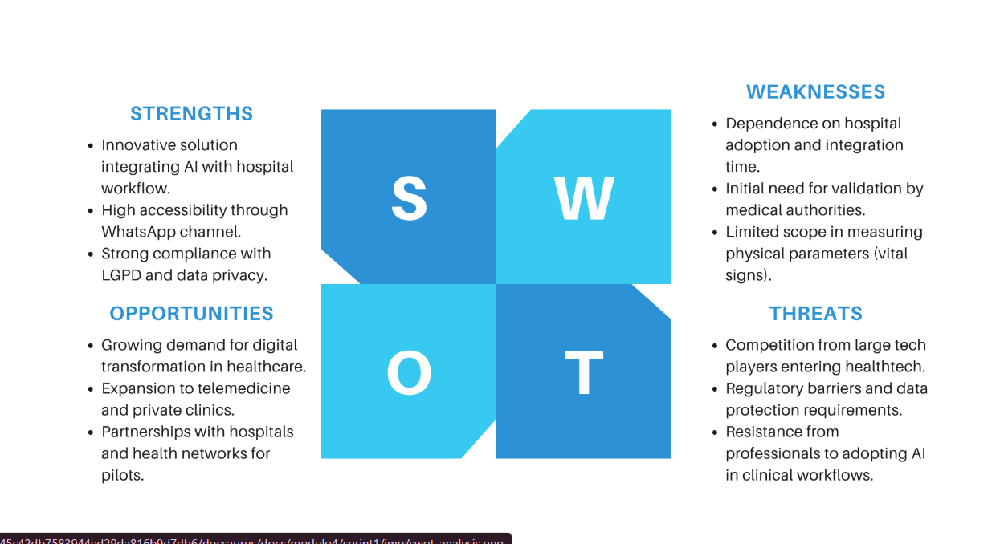 STRENGTHS
• Innovative solution
integrating AI with hospital
workflow.
• High accessibility through
WhatsApp channel.
• Strong compliance with
LGPD and data privacy.
OPPORTUNITIES
• Growing demand for digital
transformation in healthcare.
• Expansion to telemedicine
and private clinics.
• Partnerships with hospitals
and health networks for
pilots.
S
W
O
T
WEAKNESSES
• Dependence on hospital
adoption and integration
time.
• Initial need for validation by
medical authorities.
• Limited scope in measuring
physical parameters (vital
signs).
THREATS
• Competition from large tech
players entering healthtech.
• Regulatory barriers and data
protection requirements.
• Resistance from
professionals to adopting AI
in clinical workflows.